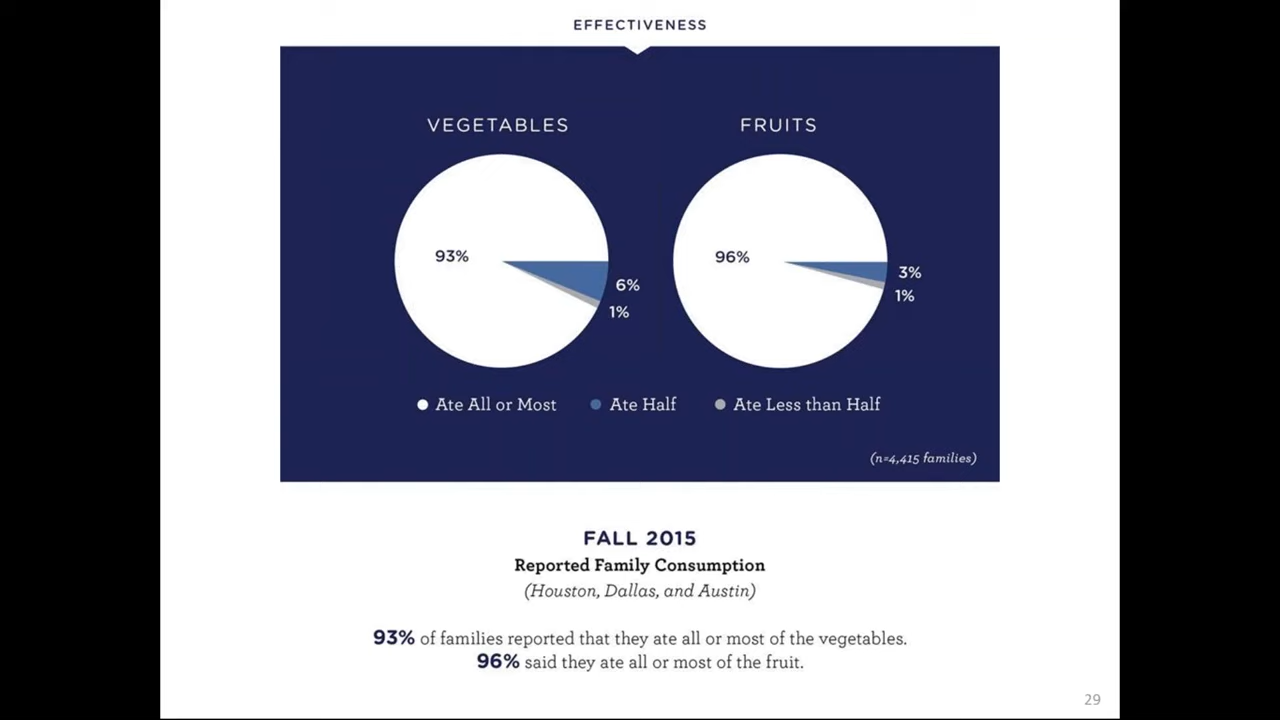 EFFECTIVENESS
VEGETABLES
FRUITS
93%
6%
1%
96%
3%
1%
Ate All or Most
Ate Half
Ate Less than Half
(n=4,415 families)
FALL 2015
Reported Family Consumption
(Houston, Dallas, and Austin)
93% of families reported that they ate all or most of the vegetables.
96% said they ate all or most of the fruit.
29